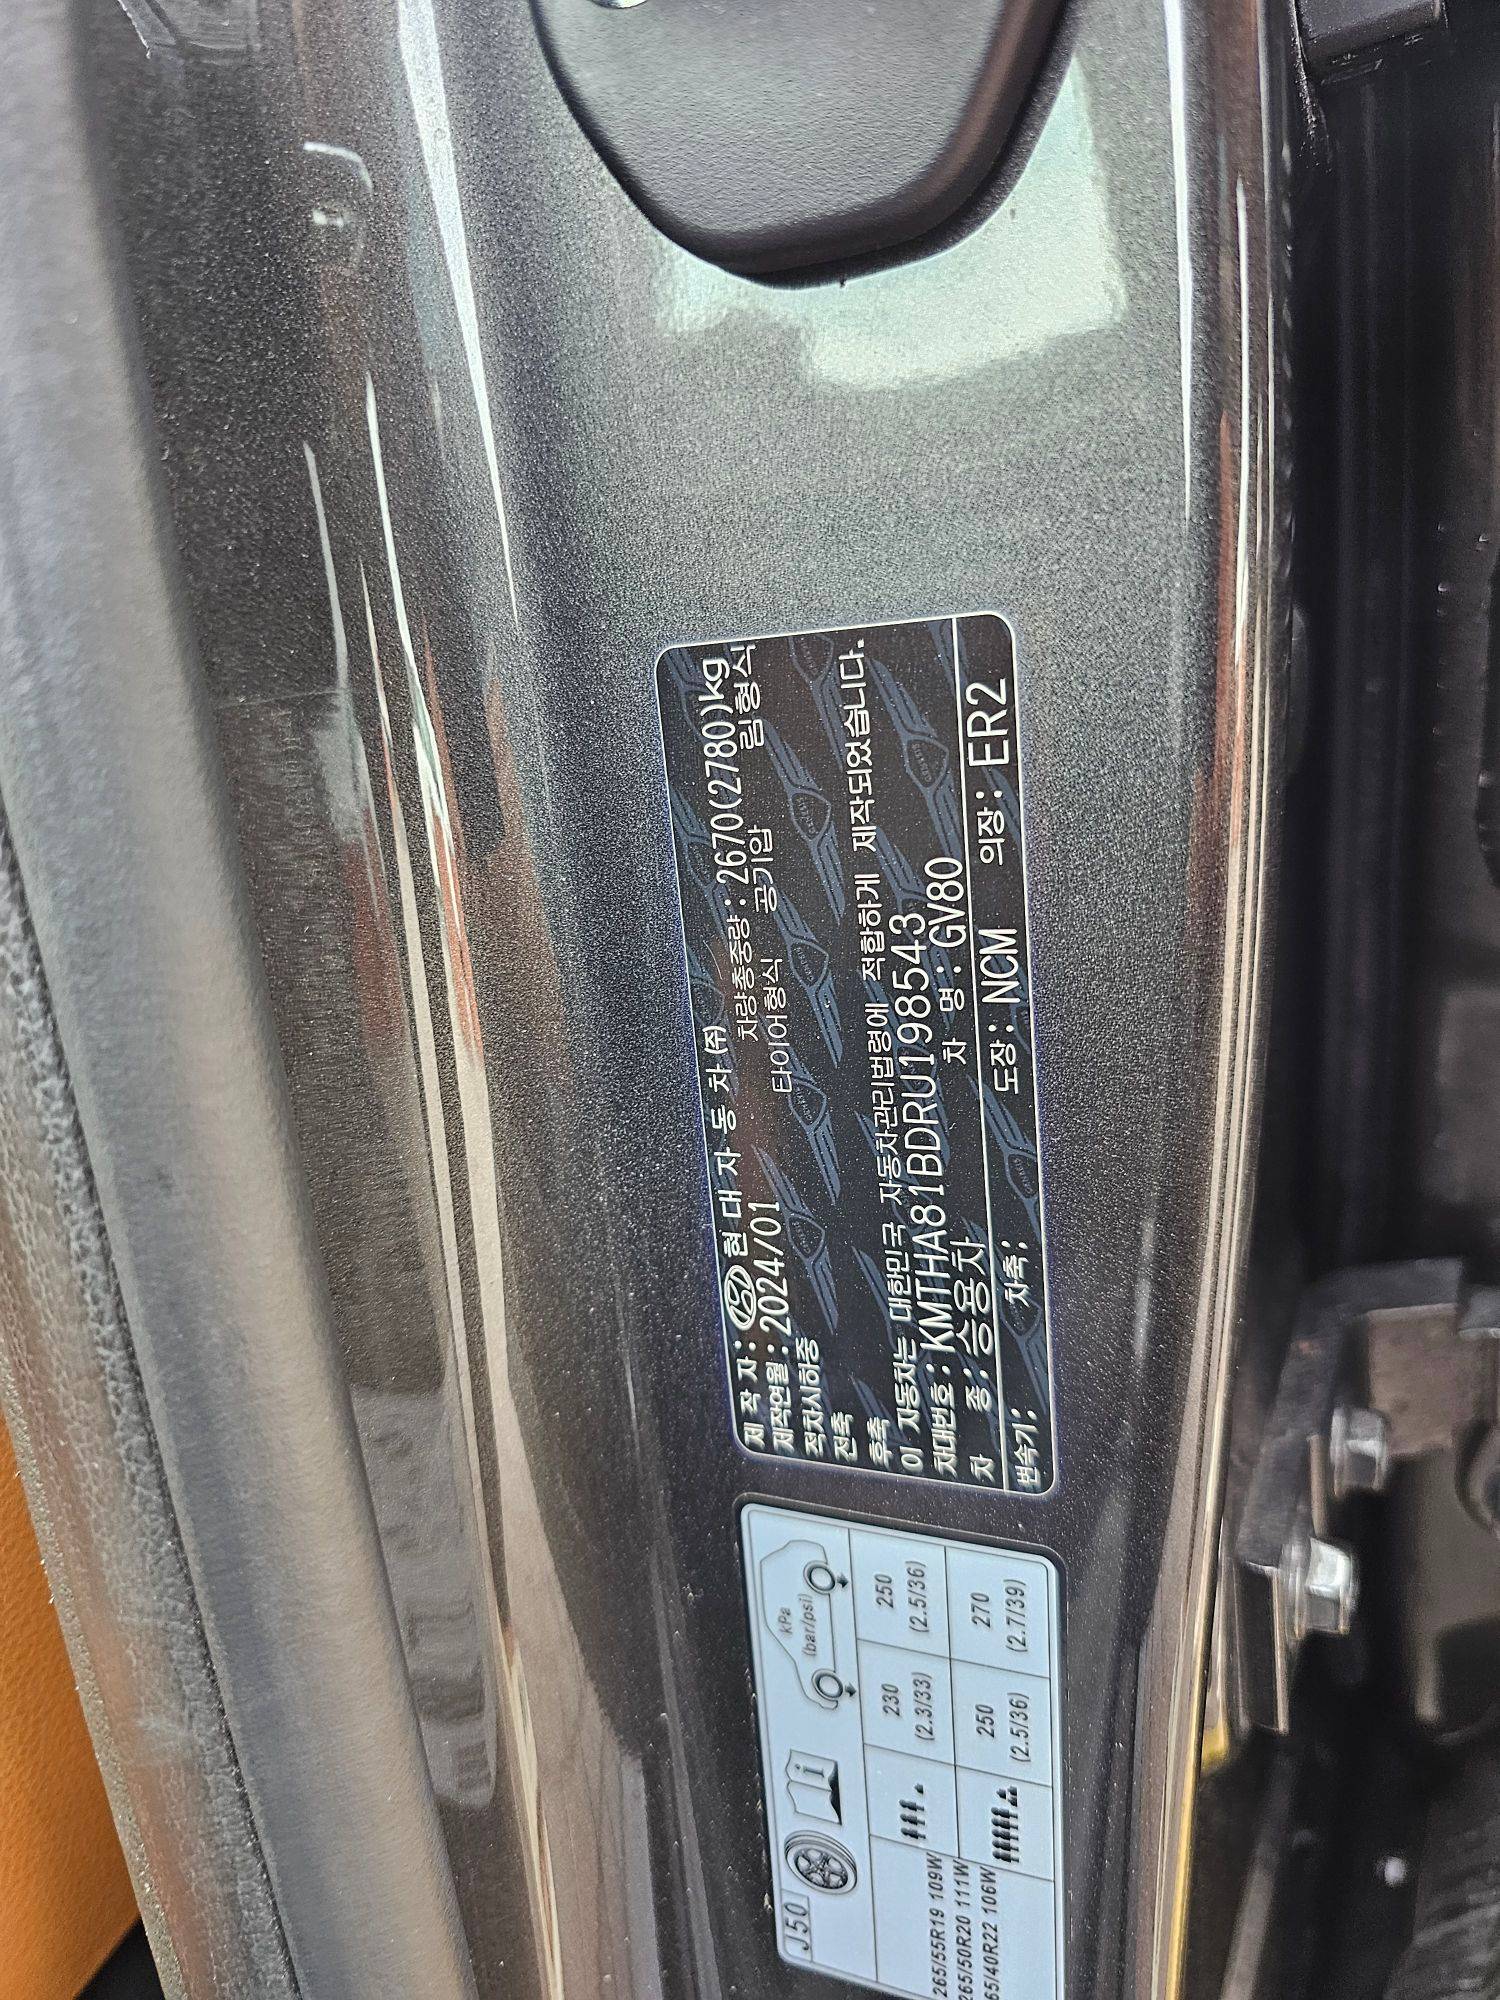 제 작 자 : 현 대 자 동 차 (주)
제작연월 : 2024/01 차량총중량 : 2670(2780)kg
적차시하중 타이어형식 공기압 림형식
전축
후축
이 자동차는 대한민국 자동차관리법령에 적합하게 제작되었습니다.
차대번호 : KMTHA81BDRU198543
차 종 : 승용차 차 명 : GV80
변속기 : 차축 : 도장 : NCM 의장 : ER2
J50
kPa
(bar/psi)
265/55R19 109W
265/50R20 111W
65/40R22 106W
230
(2.3/33)
250
(2.5/36)
250
(2.5/36)
270
(2.7/39)